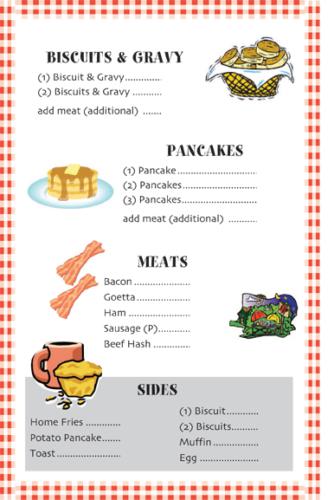 BISCUITS & GRAVY
(1) Biscuit & Gravy.............
(2) Biscuits & Gravy ..........
add meat (additional) ......
PANCAKES
(1) Pancake............................
(2) Pancakes..........................
(3) Pancakes..........................
add meat (additional) ..........
MEATS
Bacon ....................
Goetta...................
Ham .....................
Sausage (P)...........
Beef Hash .............
SIDES
Home Fries ............
Potato Pancake......
Toast ......................
(1) Biscuit...........
(2) Biscuits.........
Muffin ................
Egg .....................